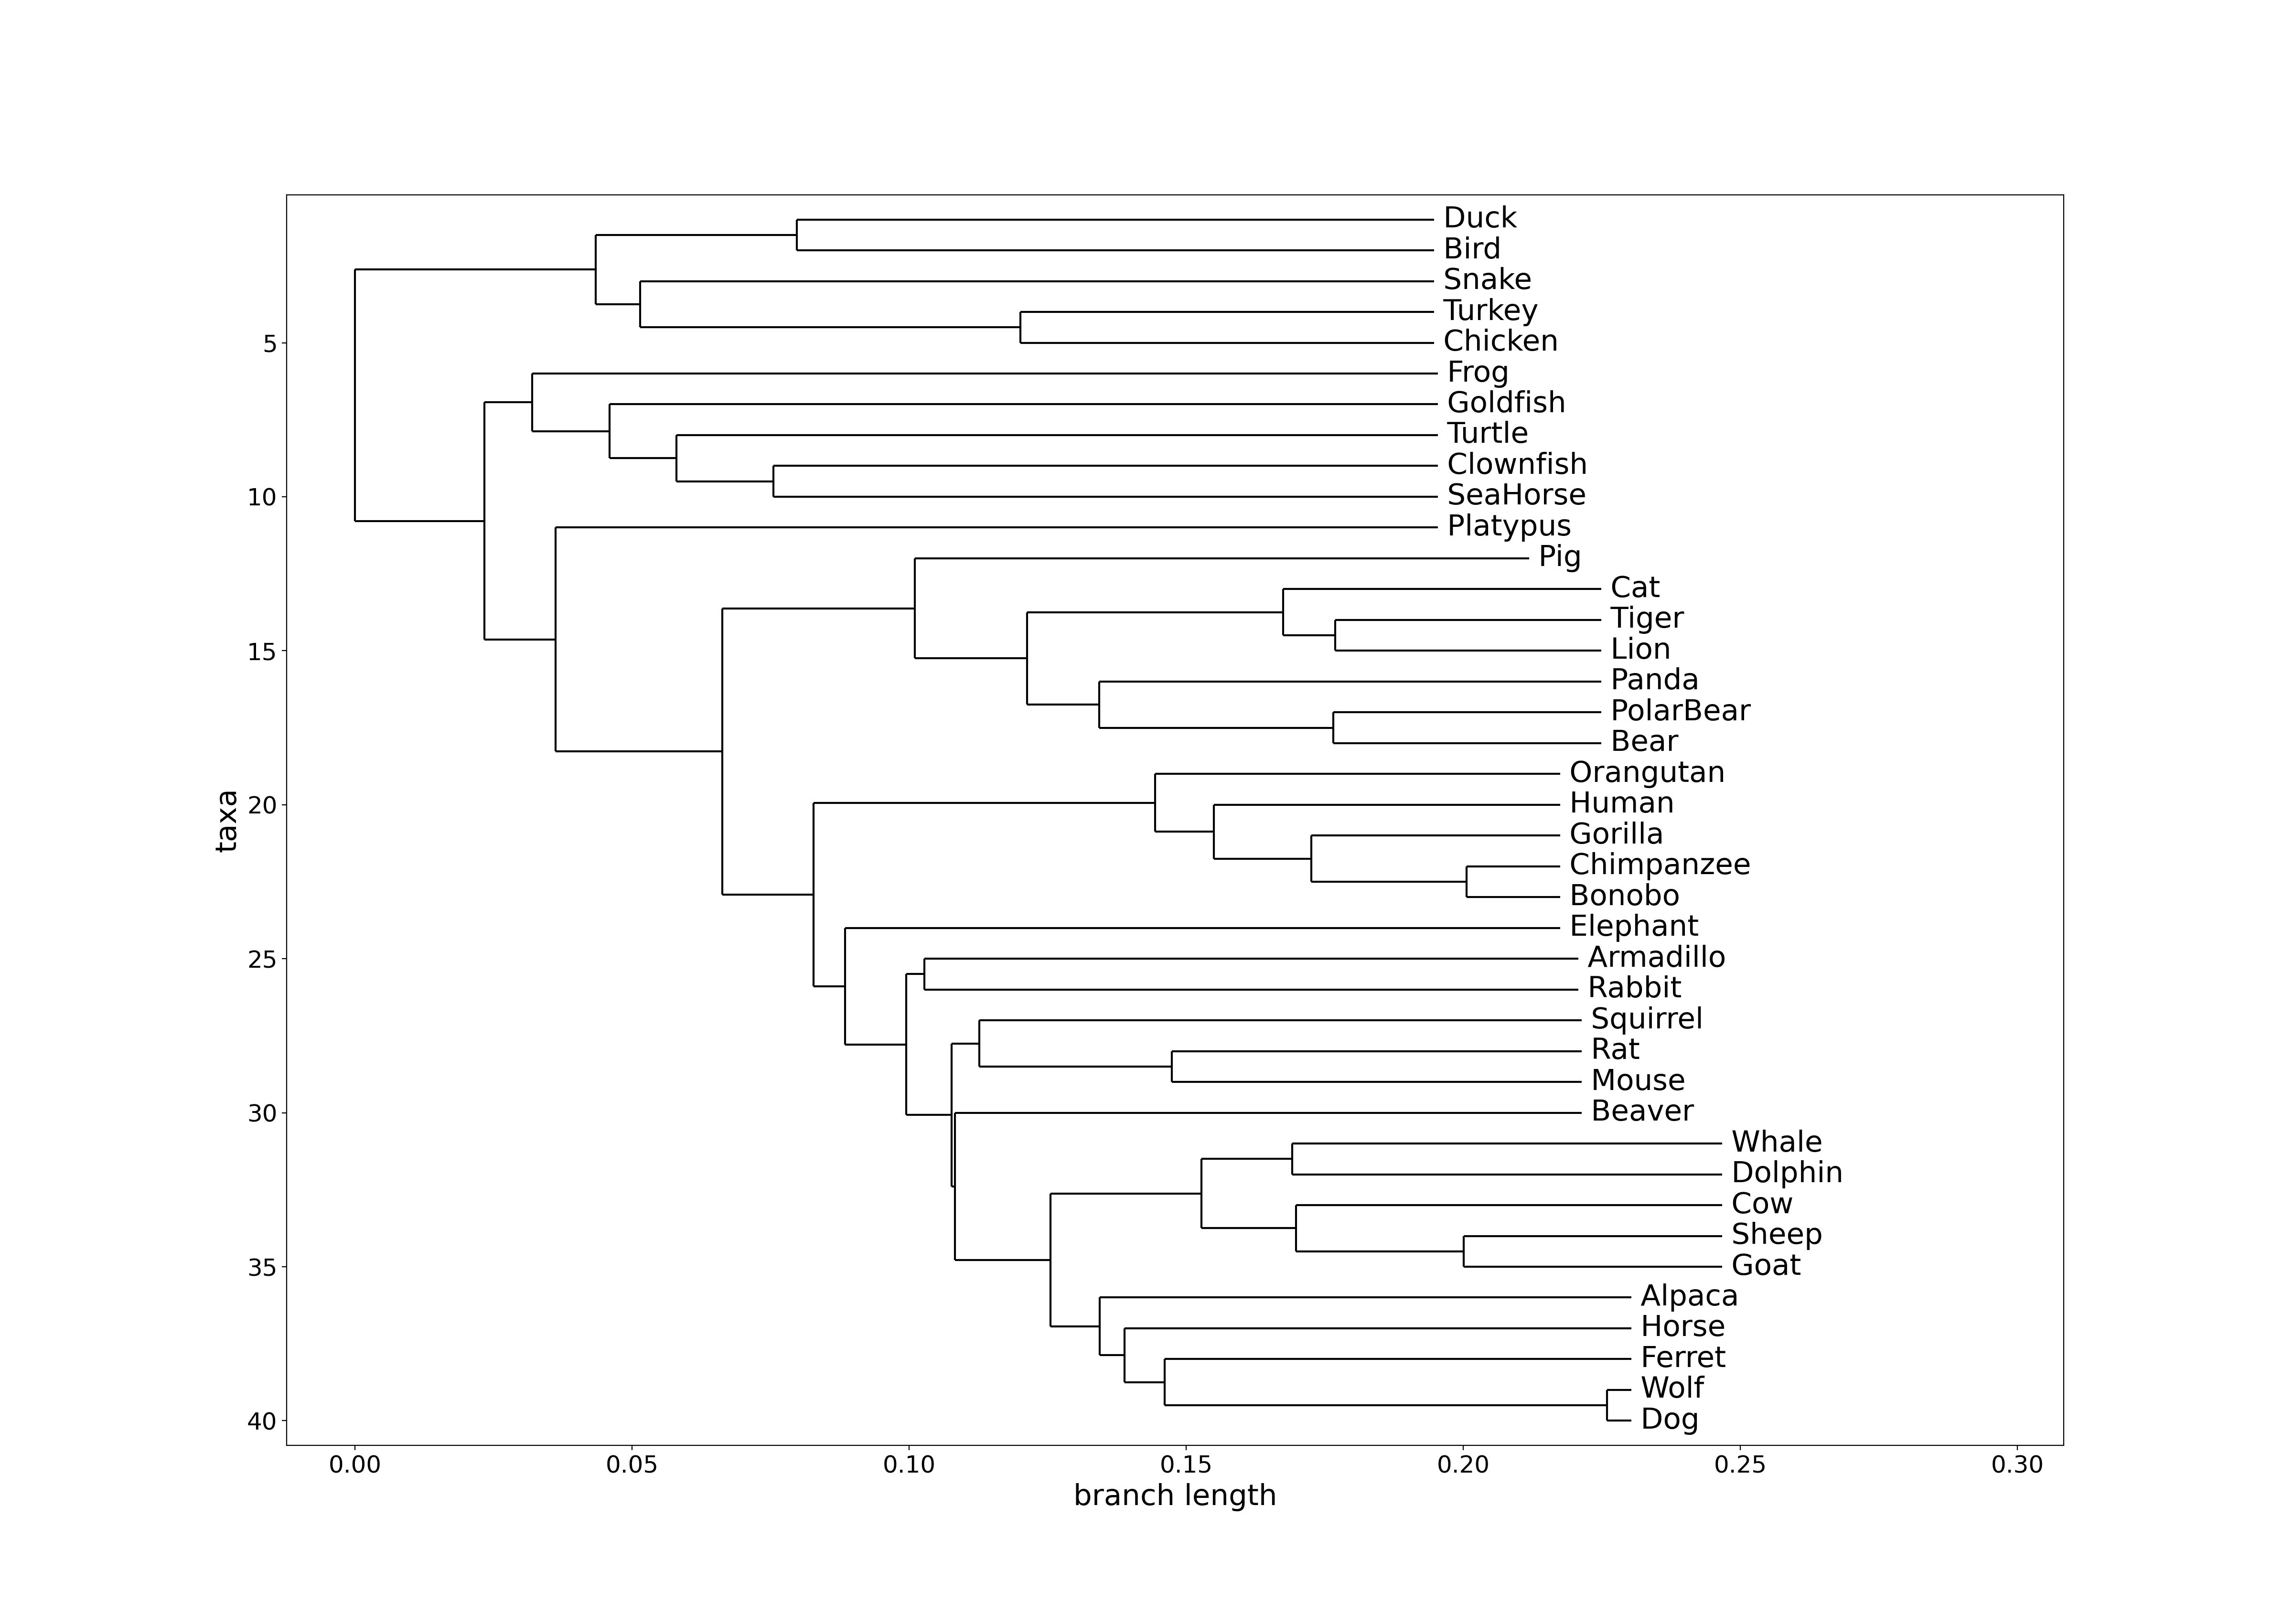 Duck
Bird
Snake
Turkey
Chicken
5
Frog
Goldfish
Turtle
Clownfish
SeaHorse
10
Platypus
Pig
Cat
Tiger
Lion
15
Panda
PolarBear
Bear
Orangutan
Human
20
Gorilla
Chimpanzee
Bonobo
Elephant
Armadillo
25
Rabbit
Squirrel
Rat
Mouse
Beaver
30
Whale
Dolphin
Cow
Sheep
Goat
35
Alpaca
Horse
Ferret
Wolf
Dog
40
taxa
0.00 0.05 0.10 0.15 0.20 0.25 0.30
branch length